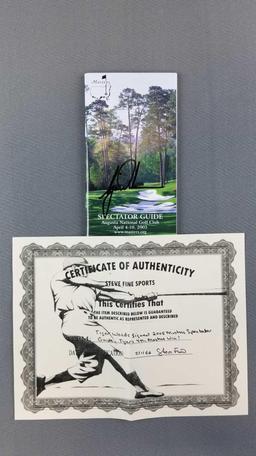 Masters
SPECTATOR GUIDE
Augusta National Golf Club
April 4-10, 2005
www.masters.org
CERTIFICATE OF AUTHENTICITY
STEVE FINE SPORTS
This Certifies That
THE ITEM DESCRIBED BELOW IS GUARANTEED
TO BE AUTHENTIC AS REPRESENTED AND DESCRIBED
Tiger Woods Signed 2005 Masters Spectator
Guide. Tigers 4th Masters Win!